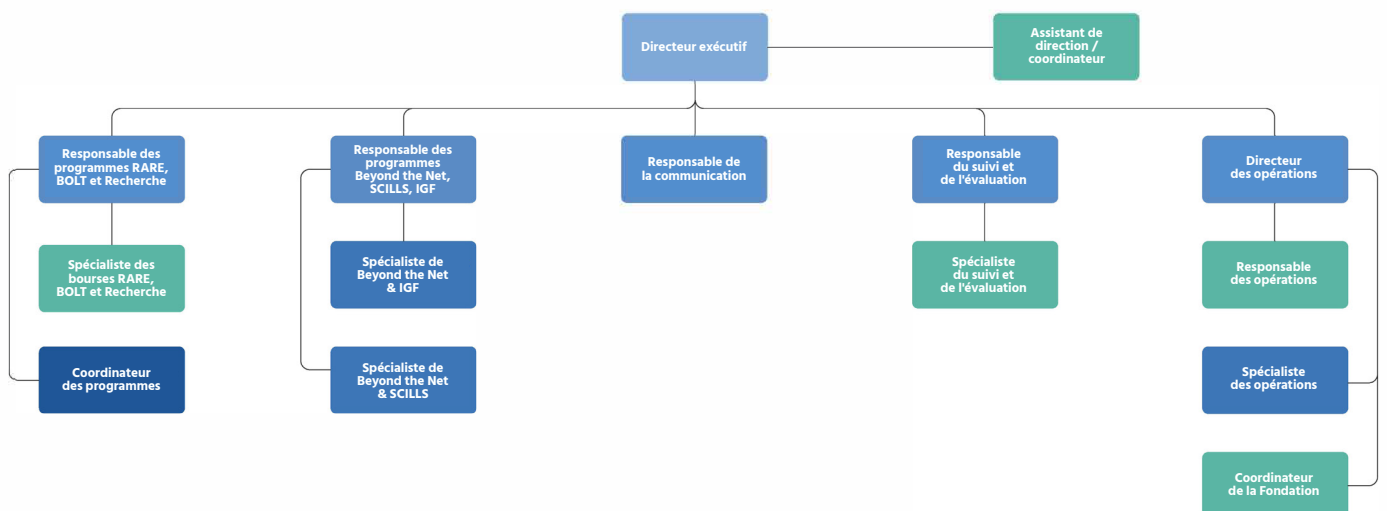 Directeur exécutif
Assistant de
direction /
coordinateur
Responsable des
programmes RARE,
BOLT et Recherche
Responsable des
programmes
Beyond the Net,
SCILLS, IGF
Responsable de
la communication
Responsable
du suivi et
de l'évaluation
Directeur
des opérations
Spécialiste des
bourses RARE,
BOLT et Recherche
Spécialiste de
Beyond the Net
& IGF
Spécialiste
du suivi et
de l'évaluation
Responsable
des opérations
Coordinateur
des programmes
Spécialiste de
Beyond the Net
& SCILLS
Spécialiste
des opérations
Coordinateur
de la Fondation